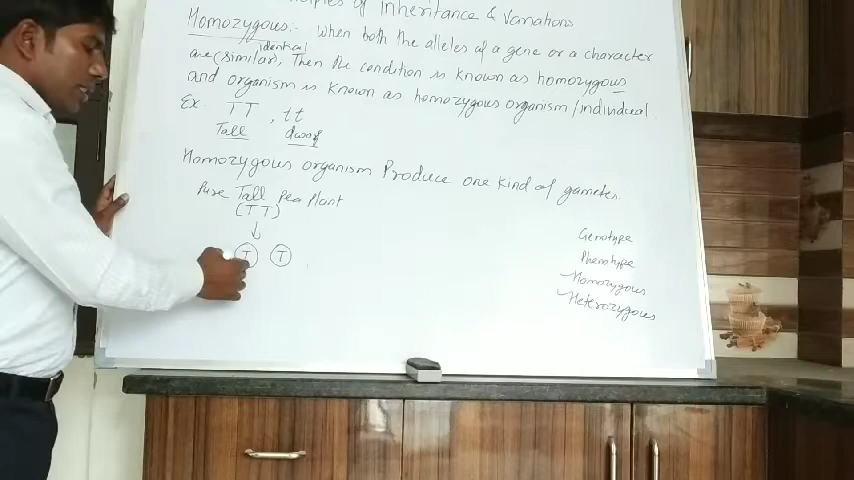 Principles of Inheritance & Variations
Homozygous:- When both the alleles of a gene or a character
identical
are (similar), Then the condition is known as homozygous
and organism is known as homozygous organism/individual.
Ex. TT , tt
Tall dwarf
Homozygous organism Produce one kind of gametes.
Pure Tall Pea Plant
(TT)
↓
T T
Genotype
Phenotype
Homozygous
Heterozygous